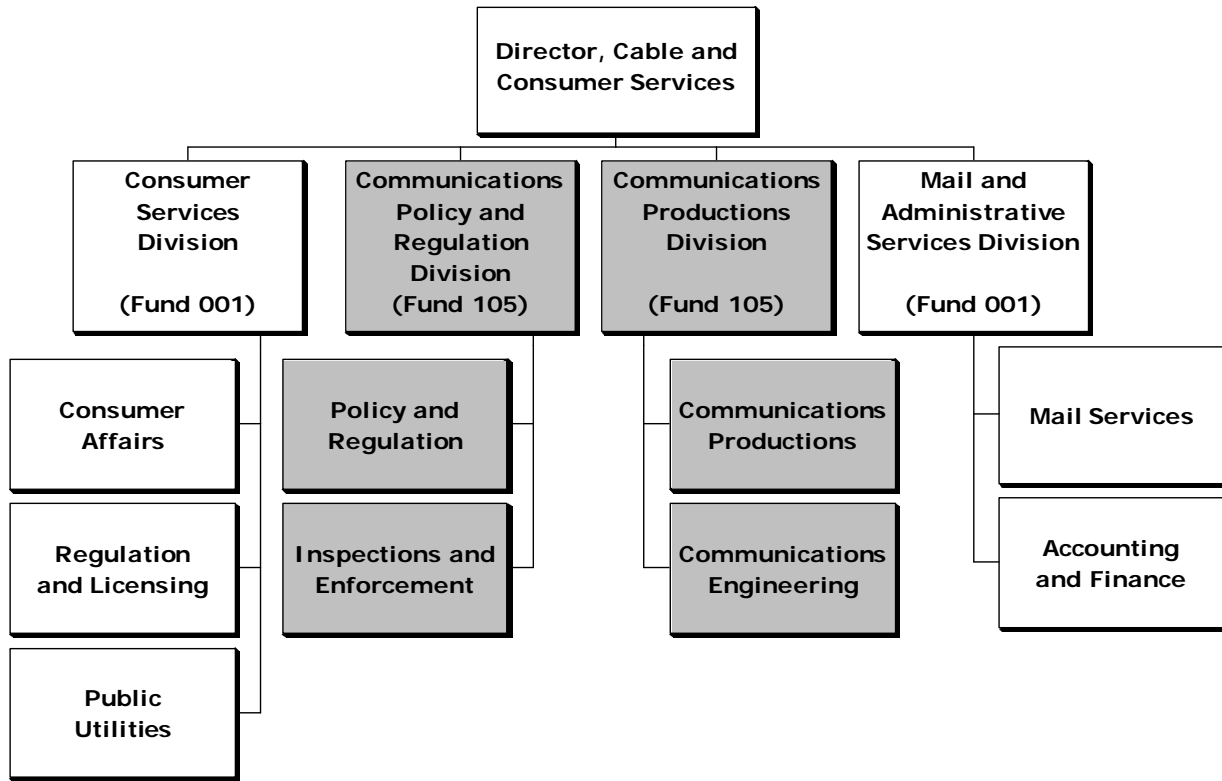 Director, Cable and
Consumer Services
Consumer
Services
Division
(Fund 001)
Communications
Policy and
Regulation
Division
(Fund 105)
Communications
Productions
Division
(Fund 105)
Mail and
Administrative
Services Division
(Fund 001)
Consumer
Affairs
Policy and
Regulation
Communications
Productions
Mail Services
Regulation
and Licensing
Inspections and
Enforcement
Communications
Engineering
Accounting
and Finance
Public
Utilities